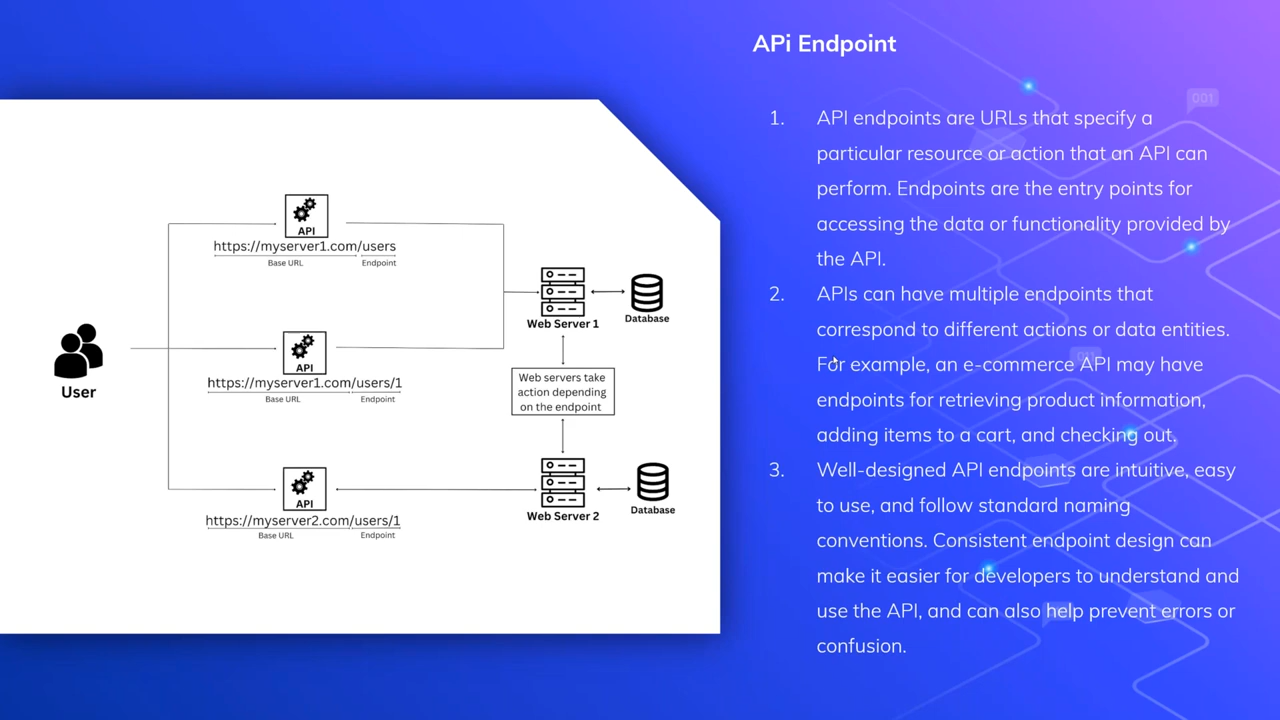 APi Endpoint
1. API endpoints are URLs that specify a
particular resource or action that an API can
perform. Endpoints are the entry points for
accessing the data or functionality provided by
the API.
2. APIs can have multiple endpoints that
correspond to different actions or data entities.
For example, an e-commerce API may have
endpoints for retrieving product information,
adding items to a cart, and checking out.
3. Well-designed API endpoints are intuitive, easy
to use, and follow standard naming
conventions. Consistent endpoint design can
make it easier for developers to understand and
use the API, and can also help prevent errors or
confusion.
User
API
https://myserver1.com/users
Base URL Endpoint
API
https://myserver1.com/users/1
Base URL Endpoint
API
https://myserver2.com/users/1
Base URL Endpoint
Web Server 1
Database
Web servers take
action depending
on the endpoint
Web Server 2
Database
001